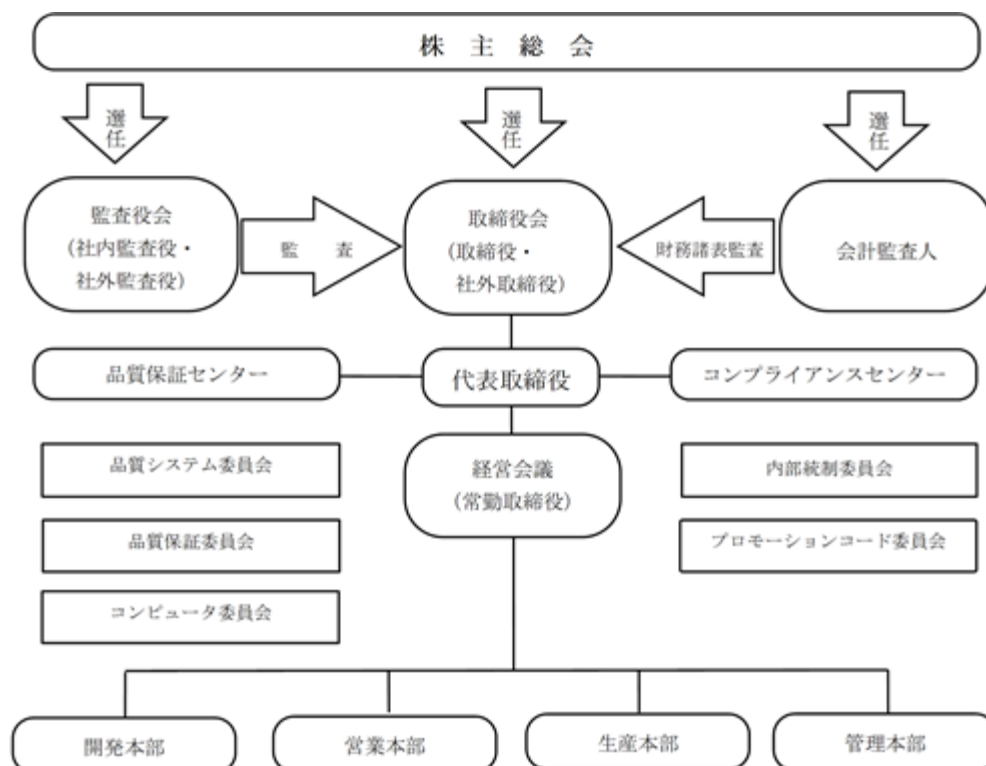 株 主 総 会
選任
選任
選任
監査役会
(社内監査役・
社外監査役)
監 査
取締役会
(取締役・
社外取締役)
財務諸表監査
会計監査人
品質保証センター
代表取締役
コンプライアンスセンター
品質システム委員会
経営会議
(常勤取締役)
内部統制委員会
品質保証委員会
プロモーションコード委員会
コンピュータ委員会
開発本部
営業本部
生産本部
管理本部